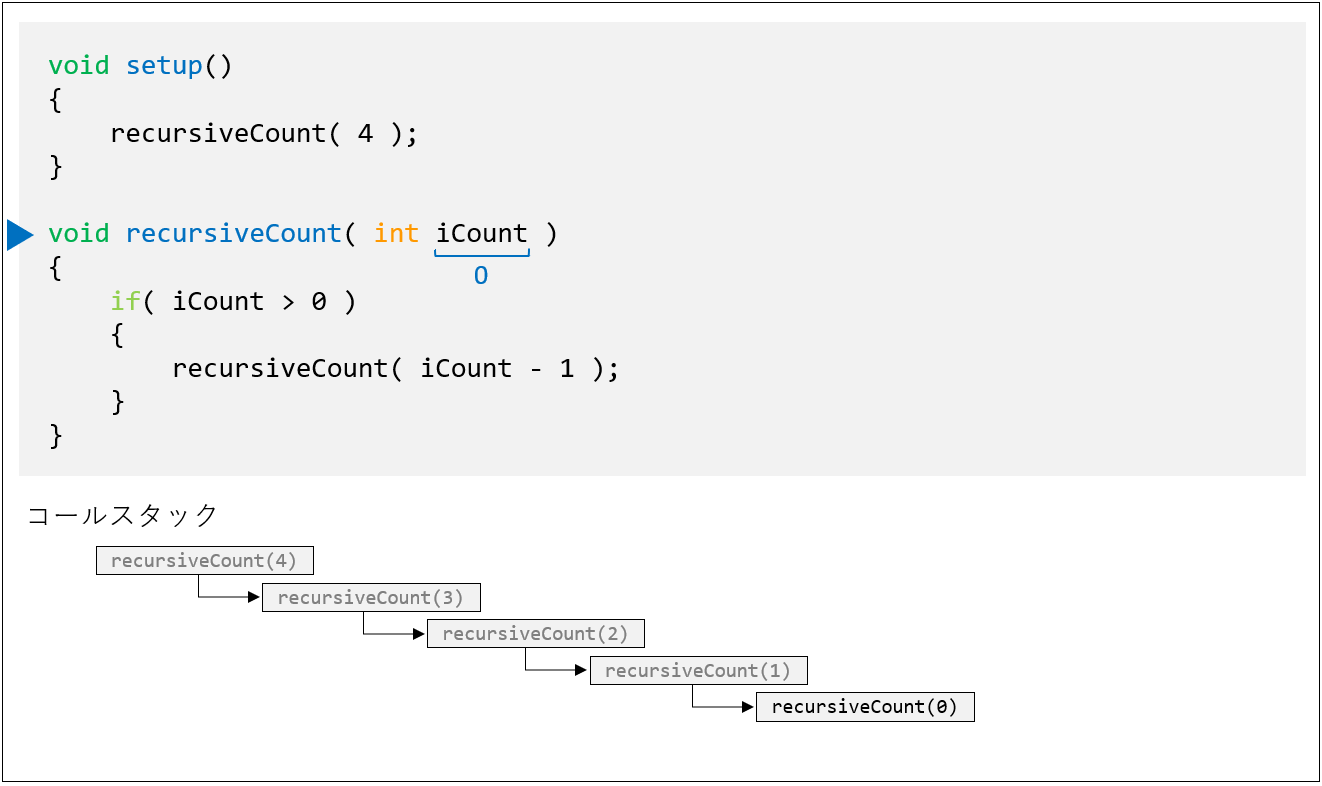 void setup()
{
    recursiveCount( 4 );
}
void recursiveCount( int iCount )
{
0
    if( iCount > 0 )
    {
        recursiveCount( iCount - 1 );
    }
}
コールスタック
recursiveCount(4)
recursiveCount(3)
recursiveCount(2)
recursiveCount(1)
recursiveCount(0)